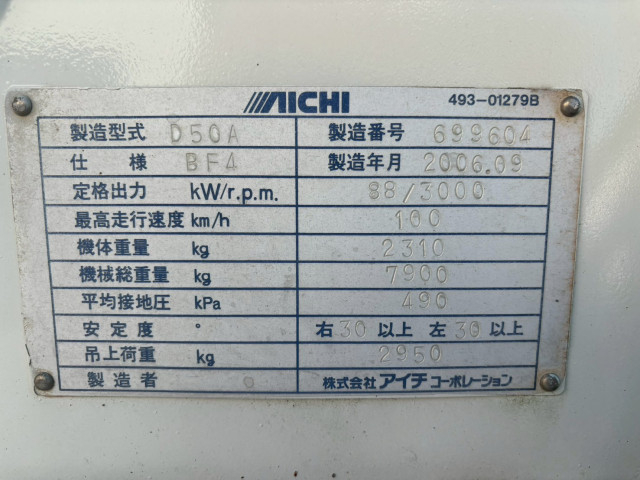 AICHI 493-01279B
製造型式 D50A 製造番号 699604
仕様 BF4 製造年月 2006.09
定格出力 kW/r.p.m. 88/3000
最高走行速度 km/h 100
機体重量 kg 2310
機械総重量 kg 7900
平均接地圧 kPa 490
安定度 ° 右30以上 左30以上
吊上荷重 kg 2950
製造者 株式会社アイチコーポレーション